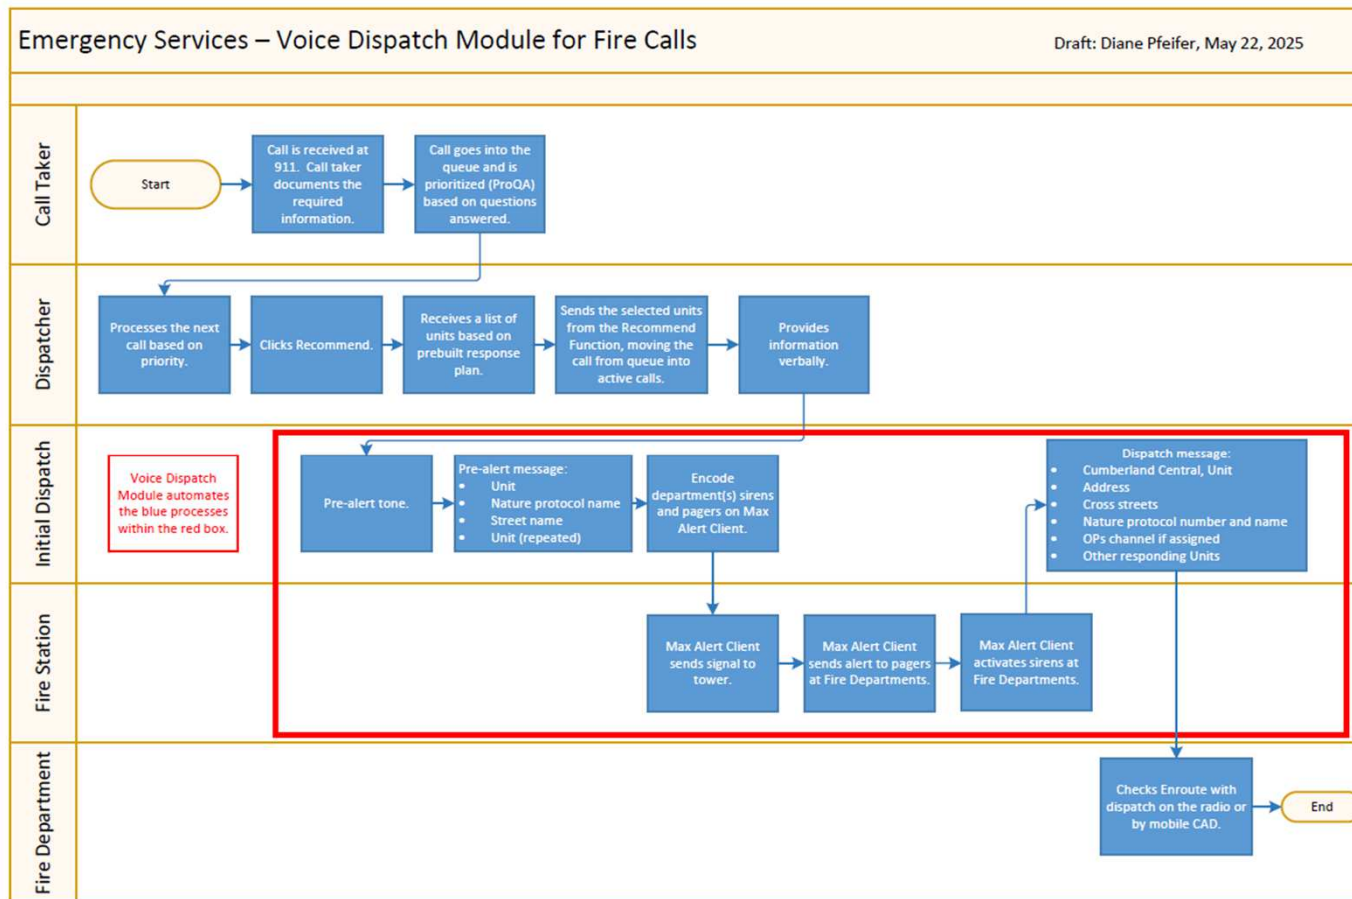 Emergency Services – Voice Dispatch Module for Fire Calls
Draft: Diane Pfeifer, May 22, 2025
Call Taker
Start
Call is received at
911. Call taker
documents the
required
information.
Call goes into the
queue and is
prioritized (ProQA)
based on questions
answered.
Dispatcher
Processes the next
call based on
priority.
Clicks Recommend.
Receives a list of
units based on
prebuilt response
plan.
Sends the selected units
from the Recommend
Function, moving the
call from queue into
active calls.
Provides
information
verbally.
Initial Dispatch
Voice Dispatch
Module automates
the blue processes
within the red box.
Pre-alert tone.
Pre-alert message:
• Unit
• Nature protocol name
• Street name
• Unit (repeated)
Encode
department(s) sirens
and pagers on Max
Alert Client.
Dispatch message:
• Cumberland Central, Unit
• Address
• Cross streets
• Nature protocol number and name
• OPs channel if assigned
• Other responding Units
Fire Station
Max Alert Client
sends signal to
tower.
Max Alert Client
sends alert to pagers
at Fire Departments.
Max Alert Client
activates sirens at
Fire Departments.
Fire Department
Checks Enroute with
dispatch on the radio or
by mobile CAD.
End